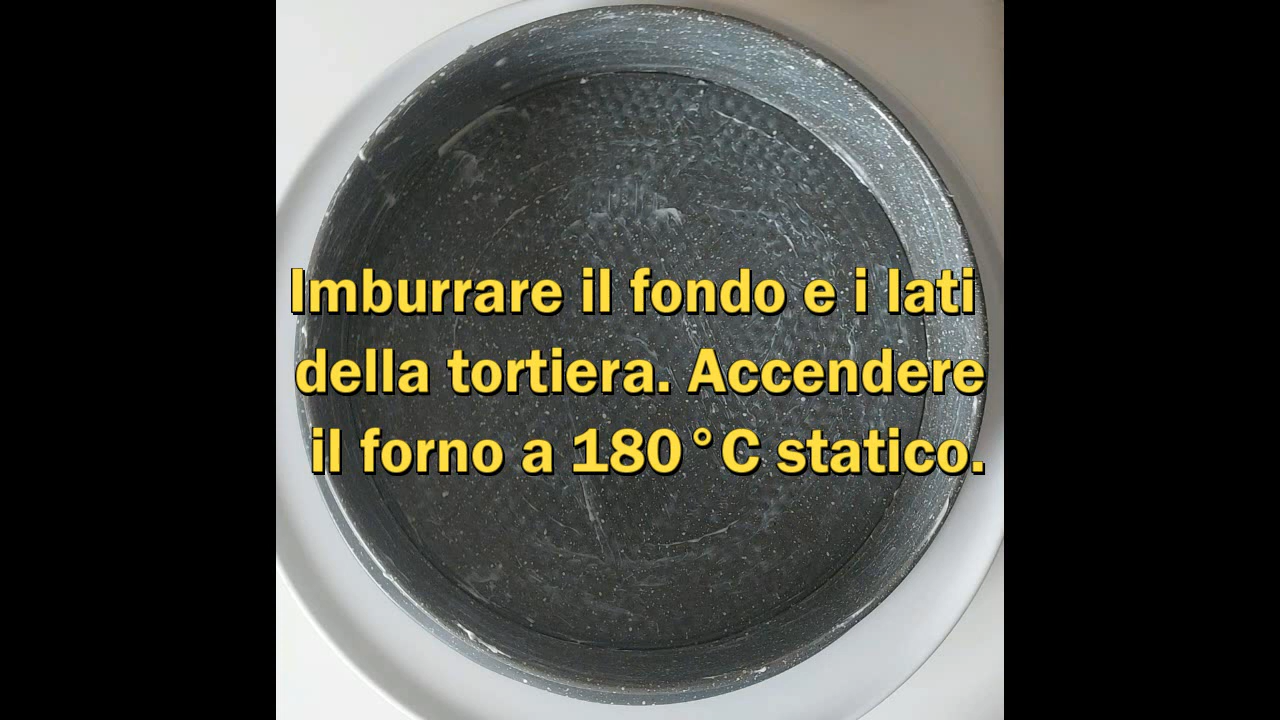 Imburrare il fondo e i lati
della tortiera. Accendere
il forno a 180°C statico.